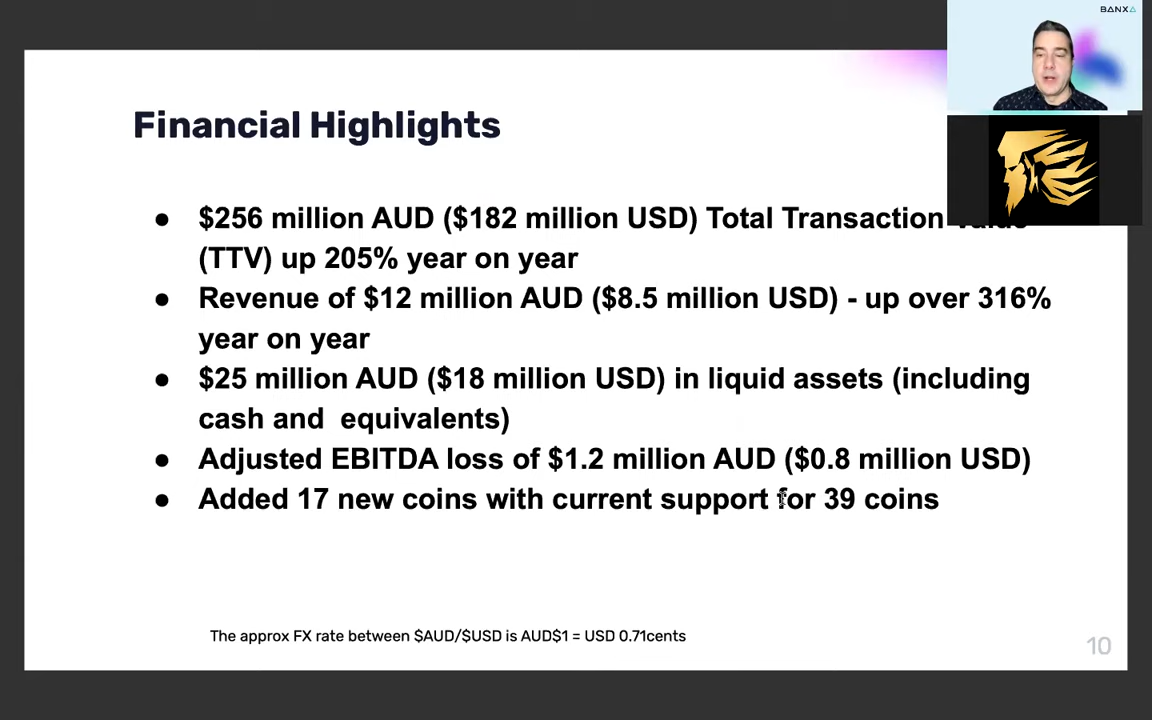 BANXA
Financial Highlights
● $256 million AUD ($182 million USD) Total Transaction Value
(TTV) up 205% year on year
● Revenue of $12 million AUD ($8.5 million USD) - up over 316%
year on year
● $25 million AUD ($18 million USD) in liquid assets (including
cash and equivalents)
● Adjusted EBITDA loss of $1.2 million AUD ($0.8 million USD)
● Added 17 new coins with current support for 39 coins
The approx FX rate between $AUD/$USD is AUD$1 = USD 0.71cents
10